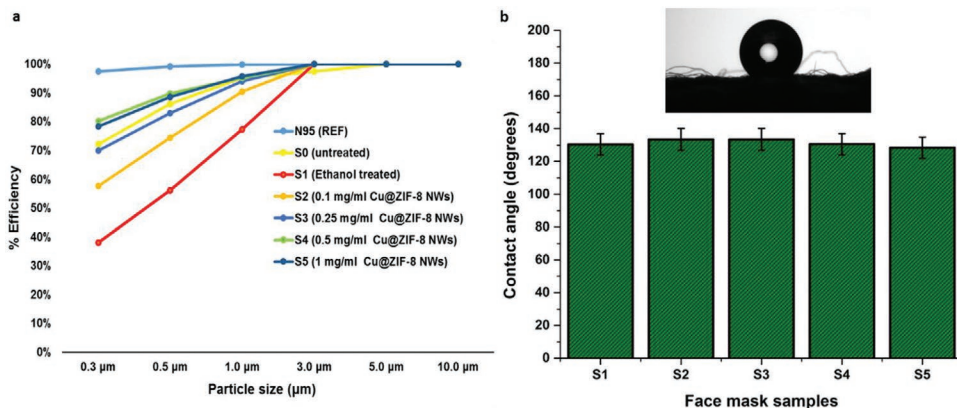 a
100%
90%
80%
70%
60%
50%
40%
30%
20%
10%
0%
% Efficiency
N95 (REF)
S0 (untreated)
S1 (Ethanol treated)
S2 (0.1 mg/ml Cu@ZIF-8 NWs)
S3 (0.25 mg/ml Cu@ZIF-8 NWs)
S4 (0.5 mg/ml Cu@ZIF-8 NWs)
S5 (1 mg/ml Cu@ZIF-8 NWs)
0.3 µm 0.5 µm 1.0 µm 3.0 µm 5.0 µm 10.0 µm
Particle size (µm)
b
200
180
160
140
120
100
80
60
40
20
0
Contact angle (degrees)
S1 S2 S3 S4 S5
Face mask samples